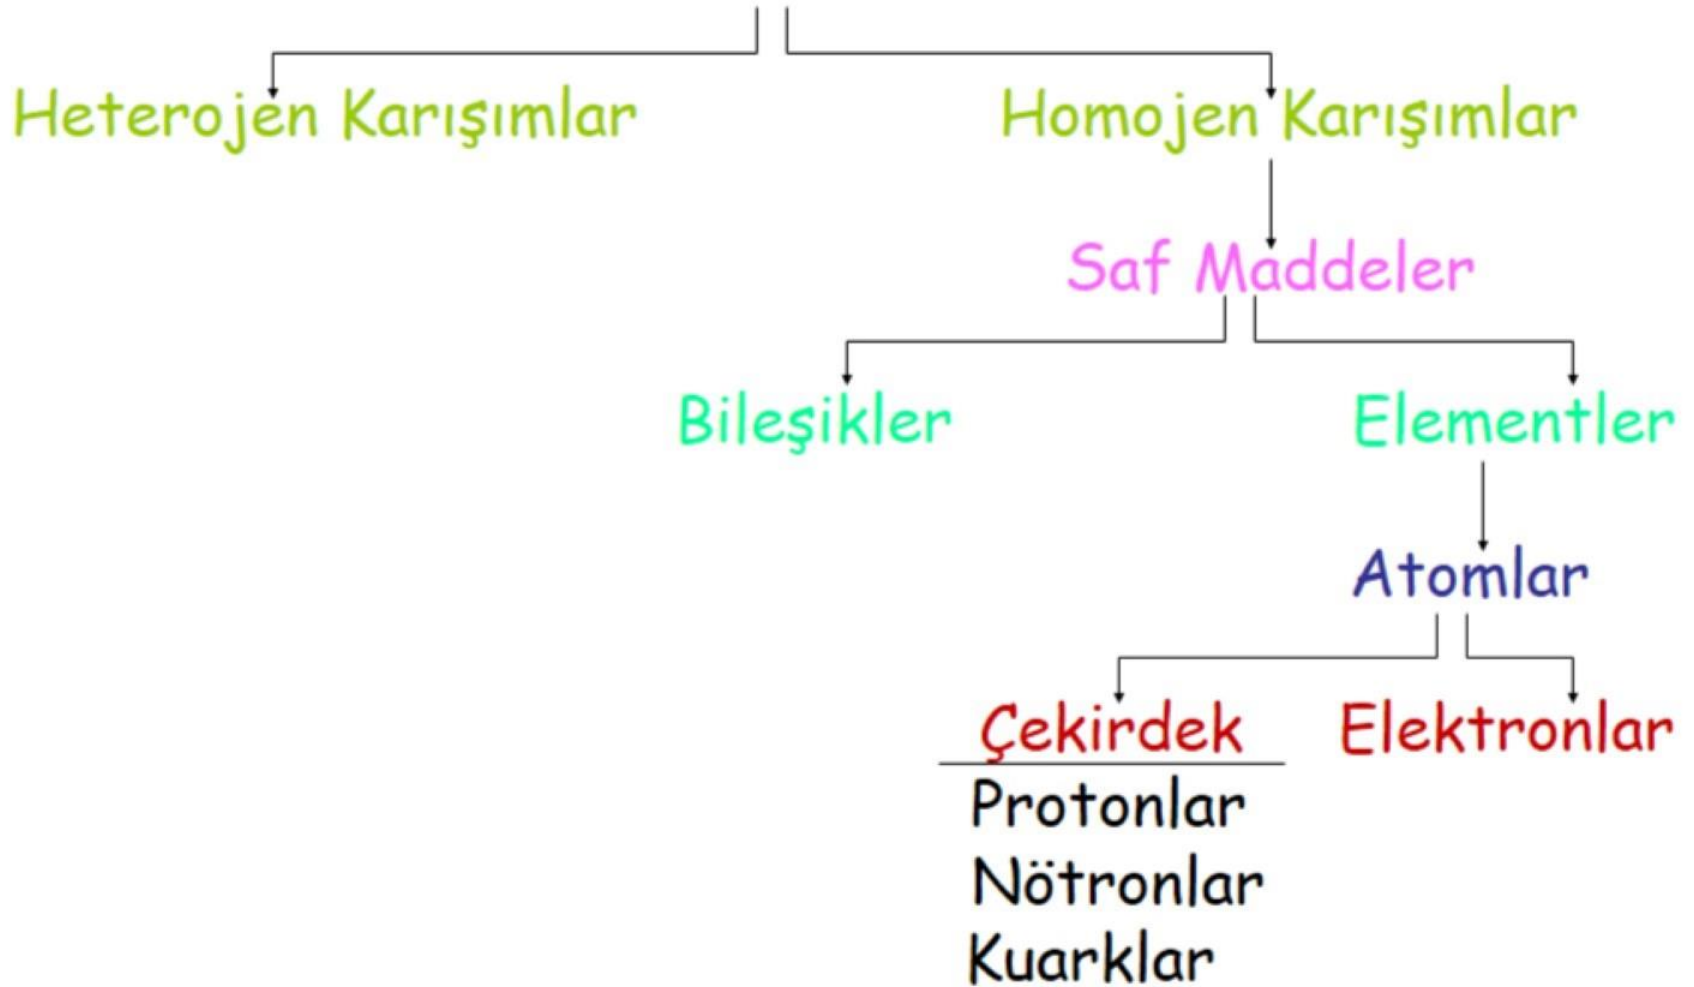 Heterojen Karışımlar Homojen Karışımlar
Saf Maddeler
Bileşikler Elementler
Atomlar
Çekirdek Elektronlar
Protonlar
Nötronlar
Kuarklar